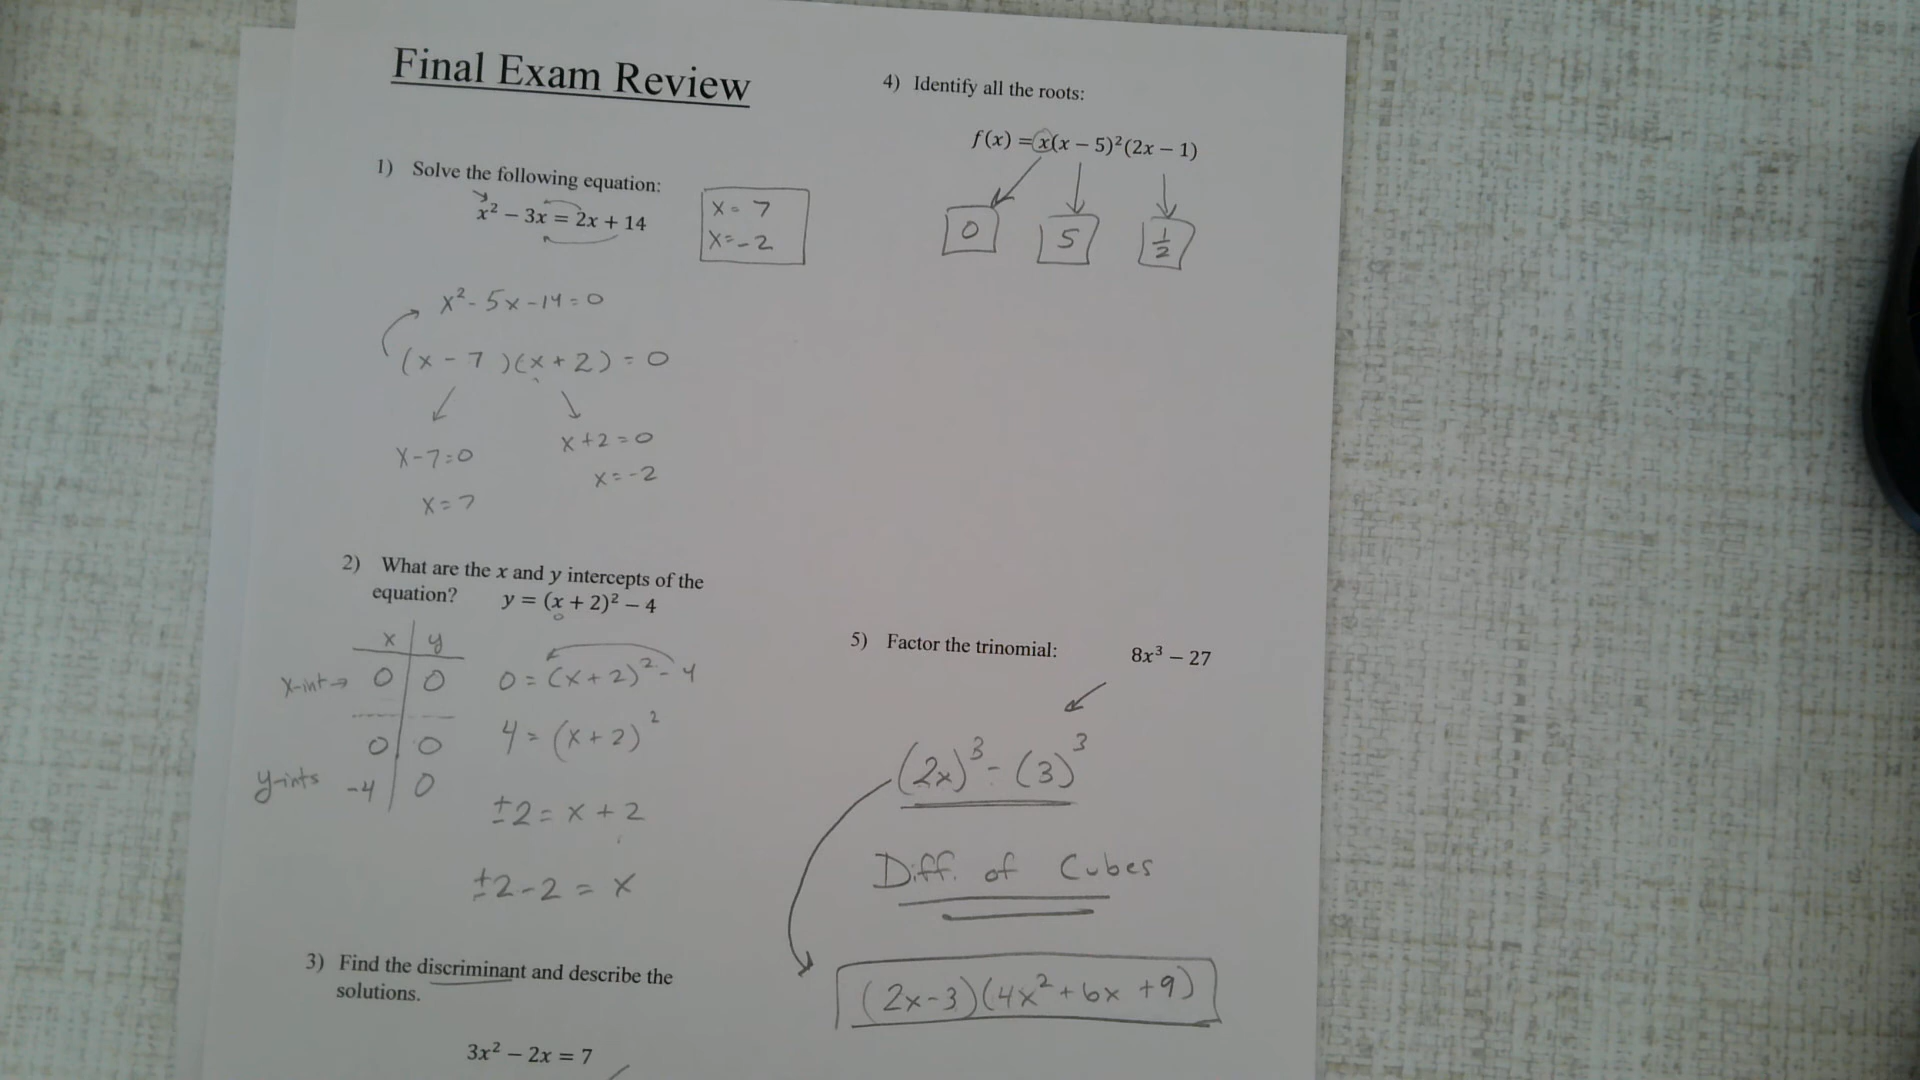 Final Exam Review
1) Solve the following equation:
x² − 3x = 2x + 14
x = 7
x = -2
x² - 5x - 14 = 0
(x - 7)(x + 2) = 0
x - 7 = 0
x = 7
x + 2 = 0
x = -2
2) What are the x and y intercepts of the
equation? y = (x + 2)² − 4
x y
x-int → 0 0
0 0
y-ints -4 0
0 = (x + 2)² - 4
4 = (x + 2)²
±2 = x + 2
±2 - 2 = x
3) Find the discriminant and describe the
solutions.
3x² − 2x = 7
4) Identify all the roots:
f(x) = x(x − 5)²(2x − 1)
0 5 1/2
5) Factor the trinomial: 8x³ − 27
(2x)³ - (3)³
Diff. of Cubes
(2x - 3)(4x² + 6x + 9)